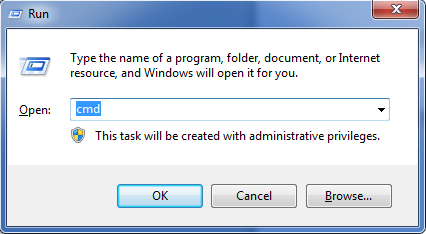 Run
Type the name of a program, folder, document, or Internet
resource, and Windows will open it for you.
Open: cmd
This task will be created with administrative privileges.
OK Cancel Browse...